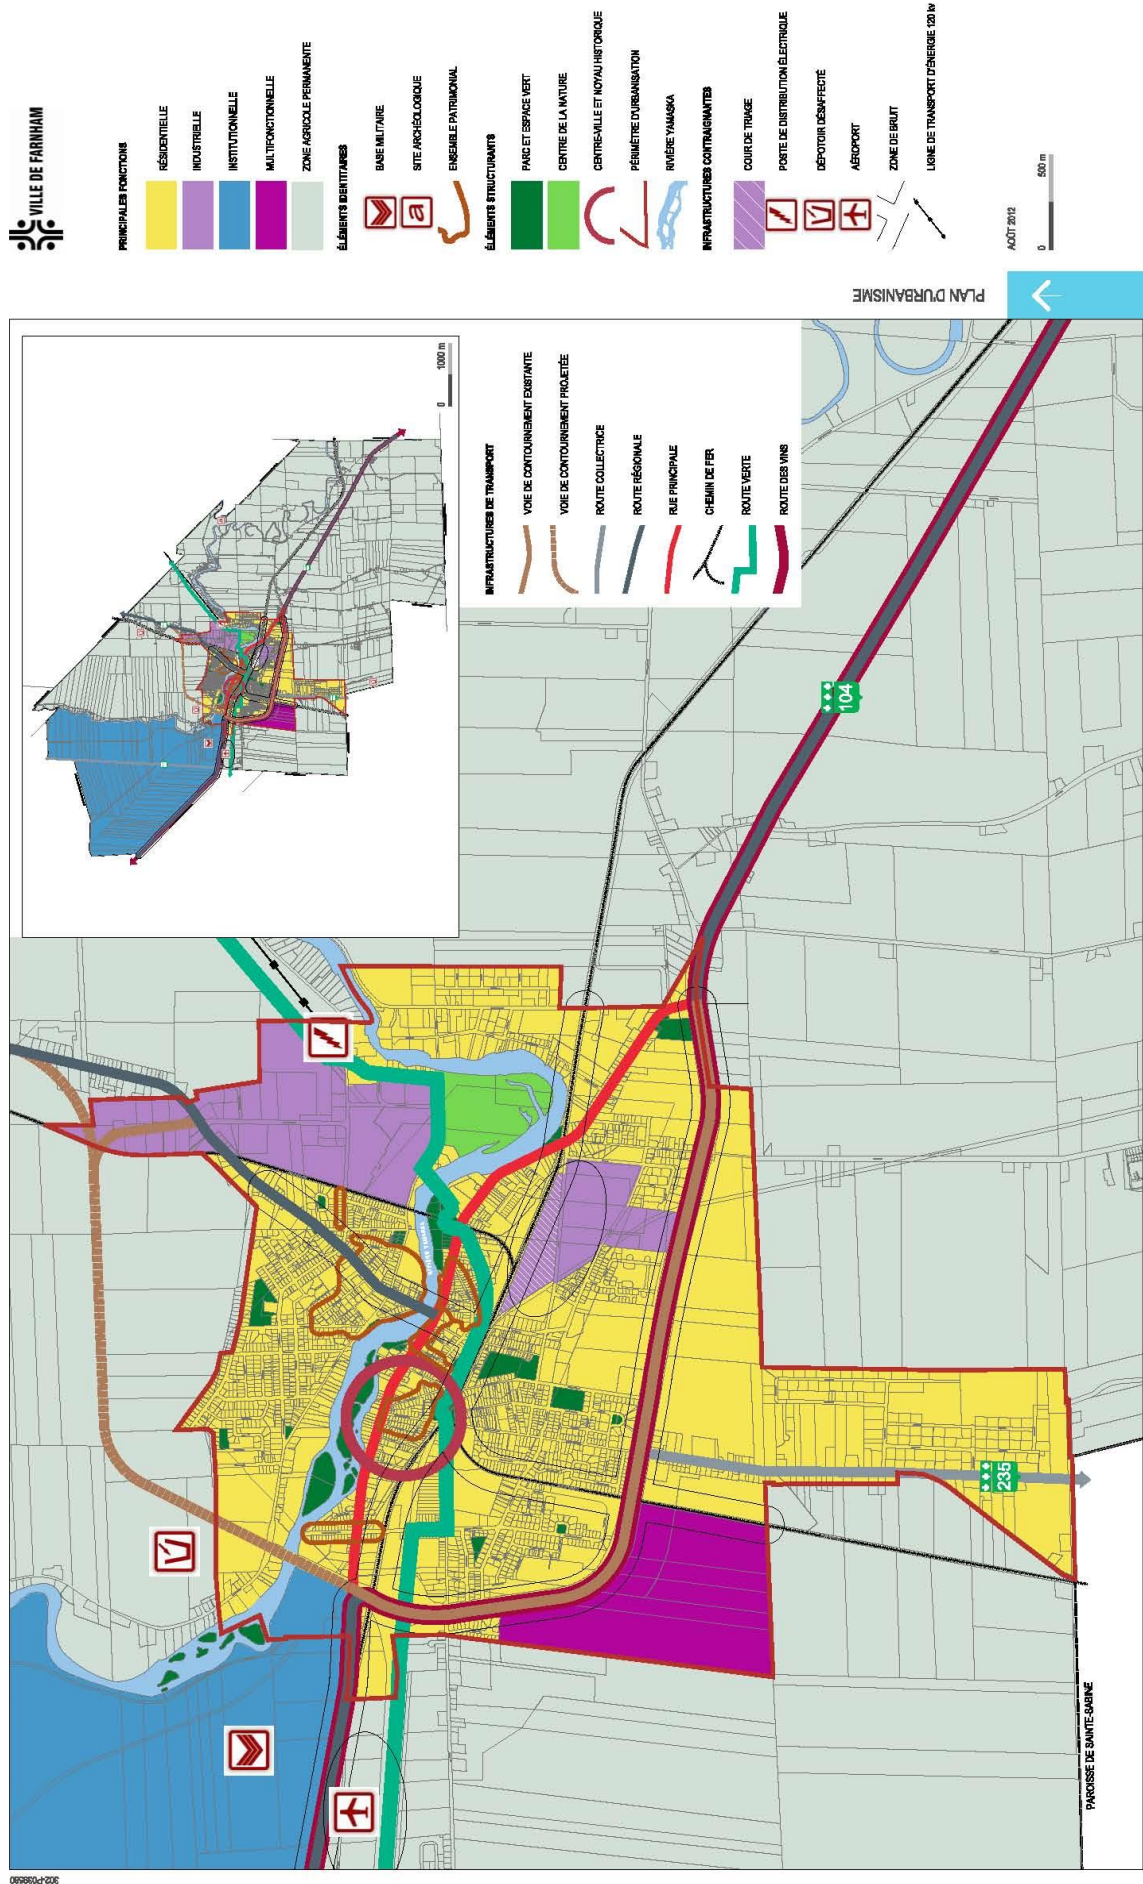 VILLE DE FARNHAM
PRINCIPALES FONCTIONS
RÉSIDENTIELLE
INDUSTRIELLE
INSTITUTIONNELLE
MULTIFONCTIONNELLE
ZONE AGRICOLE PERMANENTE
ÉLÉMENTS IDENTITAIRES
BASE MILITAIRE
a
SITE ARCHÉOLOGIQUE
ENSEMBLE PATRIMONIAL
ÉLÉMENTS STRUCTURANTS
PARC ET ESPACE VERT
CENTRE DE LA NATURE
CENTRE-VILLE ET NOYAU HISTORIQUE
PÉRIMÈTRE D'URBANISATION
RIVIÈRE YAMASKA
INFRASTRUCTURES CONTRAIGNANTES
COUR DE TRIAGE
POSTE DE DISTRIBUTION ÉLECTRIQUE
DÉPOTOIR DÉSAFFECTÉ
AÉROPORT
ZONE DE BRUIT
LIGNE DE TRANSPORT D'ÉNERGIE 120 kv
AOÛT 2012
0 500 m
PLAN D'URBANISME
0 1000 m
INFRASTRUCTURES DE TRANSPORT
VOIE DE CONTOURNEMENT EXISTANTE
VOIE DE CONTOURNEMENT PROJETÉE
ROUTE COLLECTRICE
ROUTE RÉGIONALE
RUE PRINCIPALE
CHEMIN DE FER
ROUTE VERTE
ROUTE DES VINS
104
235
PAROISSE DE SAINTE-SABINE
302-P039580